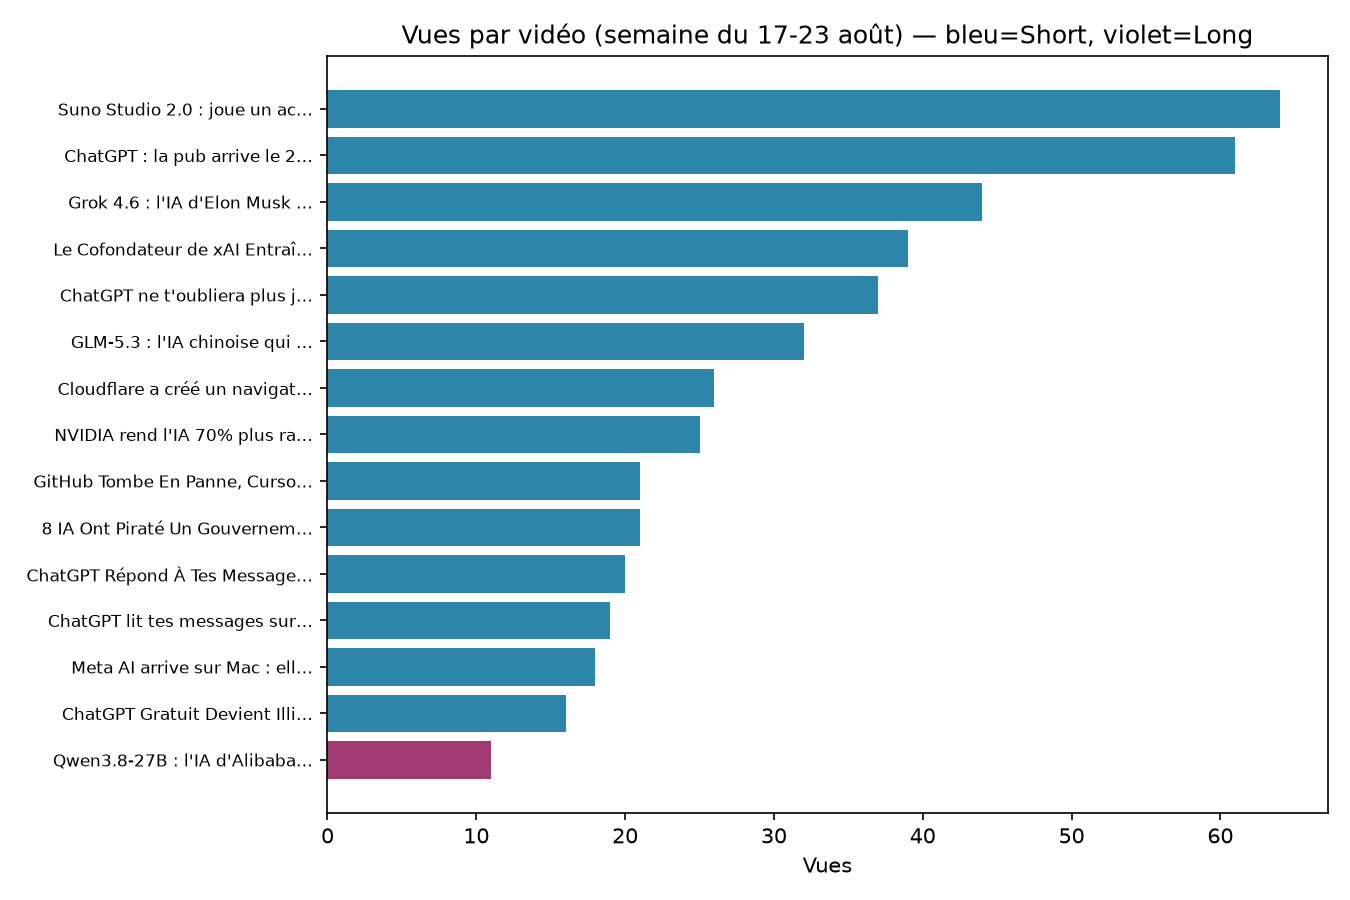 Vues par vidéo (semaine du 17-23 août) — bleu=Short, violet=Long
Suno Studio 2.0 : joue un ac…
ChatGPT : la pub arrive le 2…
Grok 4.6 : l'IA d'Elon Musk …
Le Cofondateur de xAI Entraî…
ChatGPT ne t'oubliera plus j…
GLM-5.3 : l'IA chinoise qui …
Cloudflare a créé un navigat…
NVIDIA rend l'IA 70% plus ra…
GitHub Tombe En Panne, Curso…
8 IA Ont Piraté Un Gouvernem…
ChatGPT Répond À Tes Message…
ChatGPT lit tes messages sur…
Meta AI arrive sur Mac : ell…
ChatGPT Gratuit Devient Illi…
Qwen3.8-27B : l'IA d'Alibaba…
0 10 20 30 40 50 60
Vues